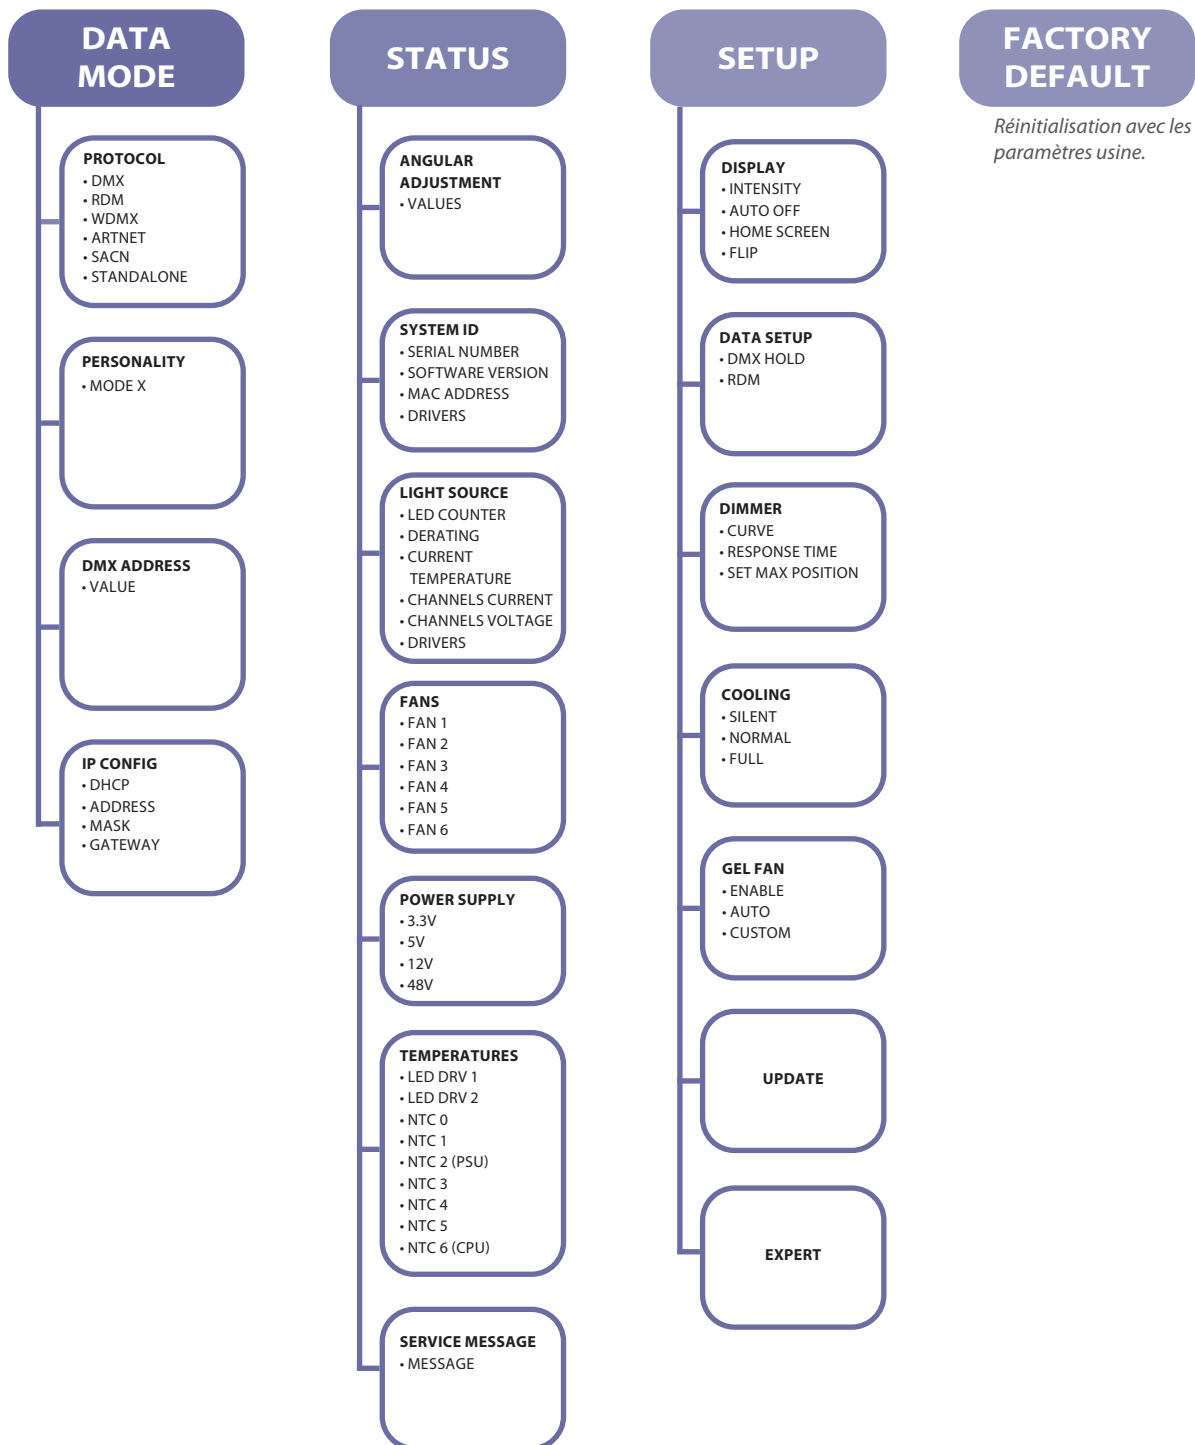 DATA
MODE
PROTOCOL
• DMX
• RDM
• WDMX
• ARTNET
• SACN
• STANDALONE
PERSONALITY
• MODE X
DMX ADDRESS
• VALUE
IP CONFIG
• DHCP
• ADDRESS
• MASK
• GATEWAY
STATUS
ANGULAR
ADJUSTMENT
• VALUES
SYSTEM ID
• SERIAL NUMBER
• SOFTWARE VERSION
• MAC ADDRESS
• DRIVERS
LIGHT SOURCE
• LED COUNTER
• DERATING
• CURRENT
TEMPERATURE
• CHANNELS CURRENT
• CHANNELS VOLTAGE
• DRIVERS
FANS
• FAN 1
• FAN 2
• FAN 3
• FAN 4
• FAN 5
• FAN 6
POWER SUPPLY
• 3.3V
• 5V
• 12V
• 48V
TEMPERATURES
• LED DRV 1
• LED DRV 2
• NTC 0
• NTC 1
• NTC 2 (PSU)
• NTC 3
• NTC 4
• NTC 5
• NTC 6 (CPU)
SERVICE MESSAGE
• MESSAGE
SETUP
DISPLAY
• INTENSITY
• AUTO OFF
• HOME SCREEN
• FLIP
DATA SETUP
• DMX HOLD
• RDM
DIMMER
• CURVE
• RESPONSE TIME
• SET MAX POSITION
COOLING
• SILENT
• NORMAL
• FULL
GEL FAN
• ENABLE
• AUTO
• CUSTOM
UPDATE
EXPERT
FACTORY
DEFAULT
Réinitialisation avec les
paramètres usine.